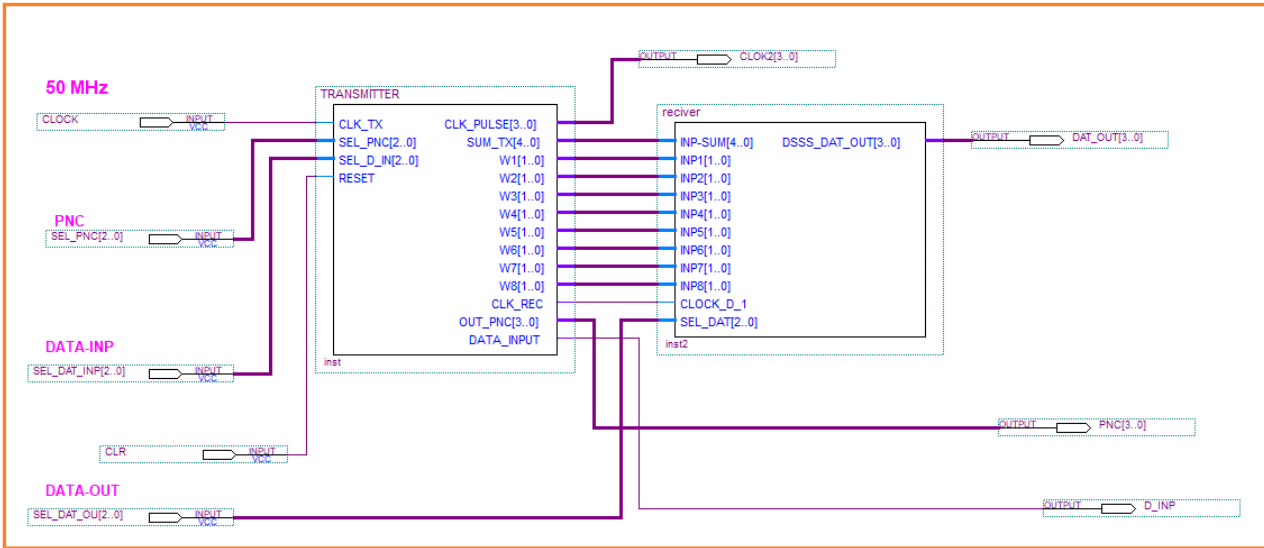 50 MHz
CLOCK
INPUT
VCC
PNC
SEL_PNC[2..0]
INPUT
VCC
DATA-INP
SEL_DAT_INP[2..0]
INPUT
VCC
CLR
INPUT
VCC
DATA-OUT
SEL_DAT_OU[2..0]
INPUT
VCC
TRANSMITTER
CLK_TX
SEL_PNC[2..0]
SEL_D_IN[2..0]
RESET
CLK_PULSE[3..0]
SUM_TX[4..0]
W1[1..0]
W2[1..0]
W3[1..0]
W4[1..0]
W5[1..0]
W6[1..0]
W7[1..0]
W8[1..0]
CLK_REC
OUT_PNC[3..0]
DATA_INPUT
inst
OUTPUT
CLOK2[3..0]
reciver
INP-SUM[4..0]
INP1[1..0]
INP2[1..0]
INP3[1..0]
INP4[1..0]
INP5[1..0]
INP6[1..0]
INP7[1..0]
INP8[1..0]
CLOCK_D_1
SEL_DAT[2..0]
DSSS_DAT_OUT[3..0]
inst2
OUTPUT
DAT_OUT[3..0]
OUTPUT
PNC[3..0]
OUTPUT
D_INP